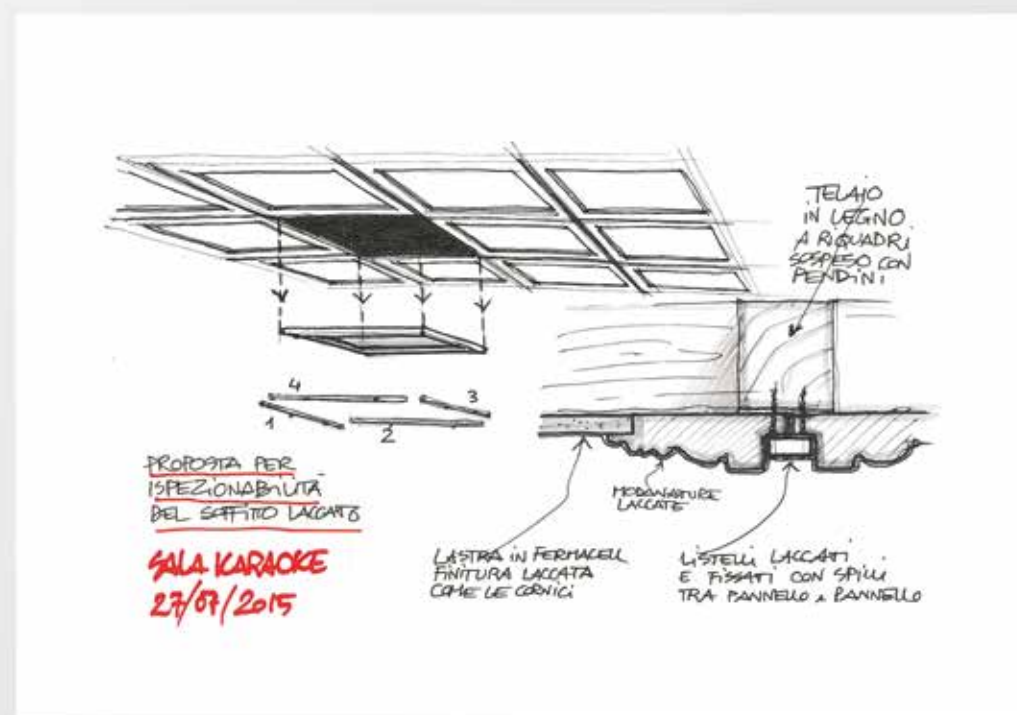 TELAIO
IN LEGNO
A RIQUADRI
SOSPESO CON
PENDINI
4
3
1
2
PROPOSTA PER
ISPEZIONABILITÀ
DEL SOFFITO LACCATO
SALA KARAOKE
27/07/2015
MODANATURE
LACCATE
LASTRA IN FERMACELL
FINITURA LACCATA
COME LE CORNICI
LISTELLI LACCATI
E FISSATI CON SPILLI
TRA PANNELLO e PANNELLO